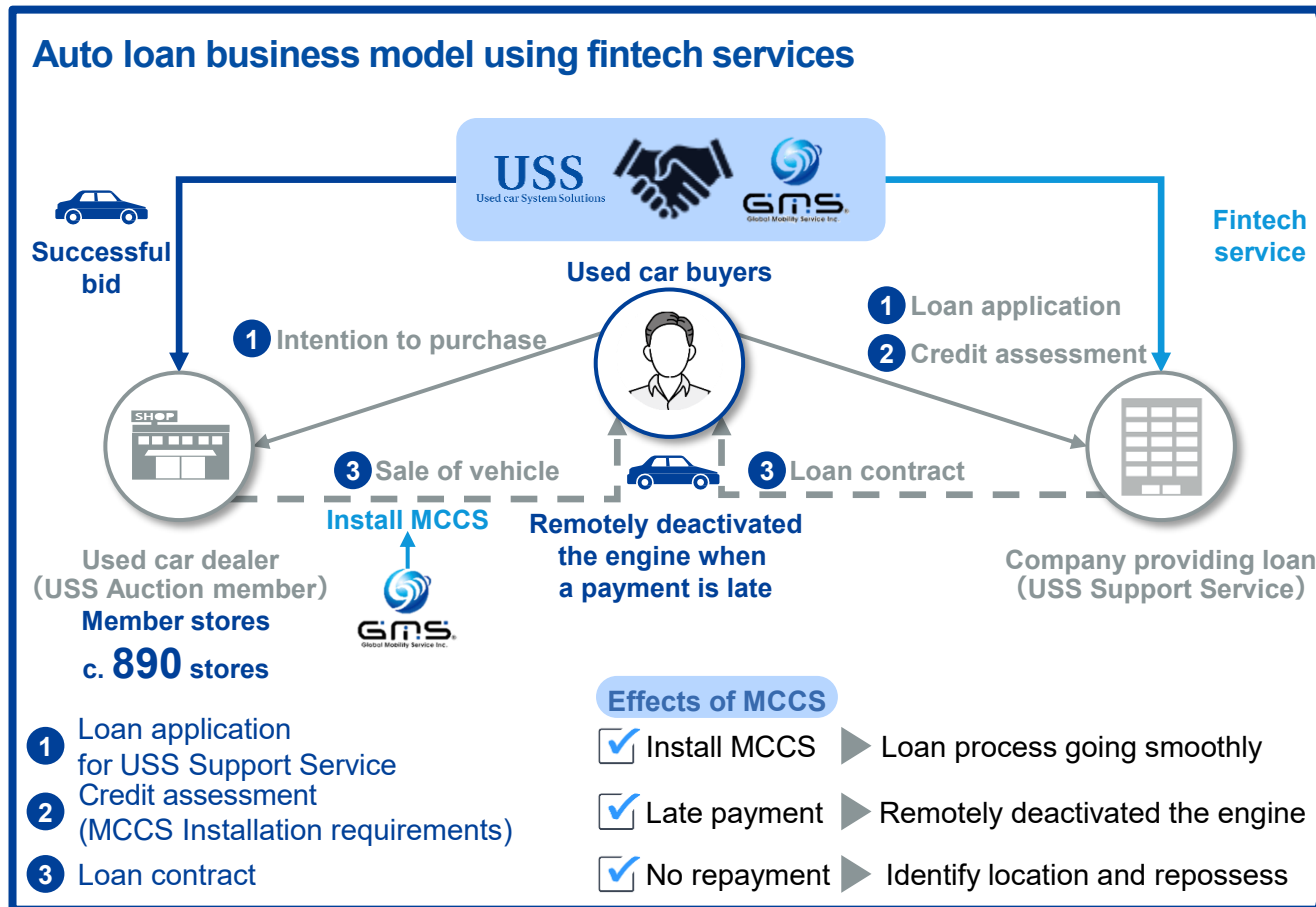 Auto loan business model using fintech services
USS
Used car System Solutions
GMS®
Global Mobility Service Inc.
Successful
bid
Fintech
service
Used car buyers
1 Intention to purchase
1 Loan application
2 Credit assessment
SHOP
3 Sale of vehicle
3 Loan contract
Install MCCS
Remotely deactivated
the engine when
a payment is late
Used car dealer
(USS Auction member)
Member stores
c. 890 stores
GMS®
Global Mobility Service Inc.
Company providing loan
(USS Support Service)
1 Loan application
for USS Support Service
2 Credit assessment
(MCCS Installation requirements)
3 Loan contract
Effects of MCCS
Install MCCS Loan process going smoothly
Late payment Remotely deactivated the engine
No repayment Identify location and repossess